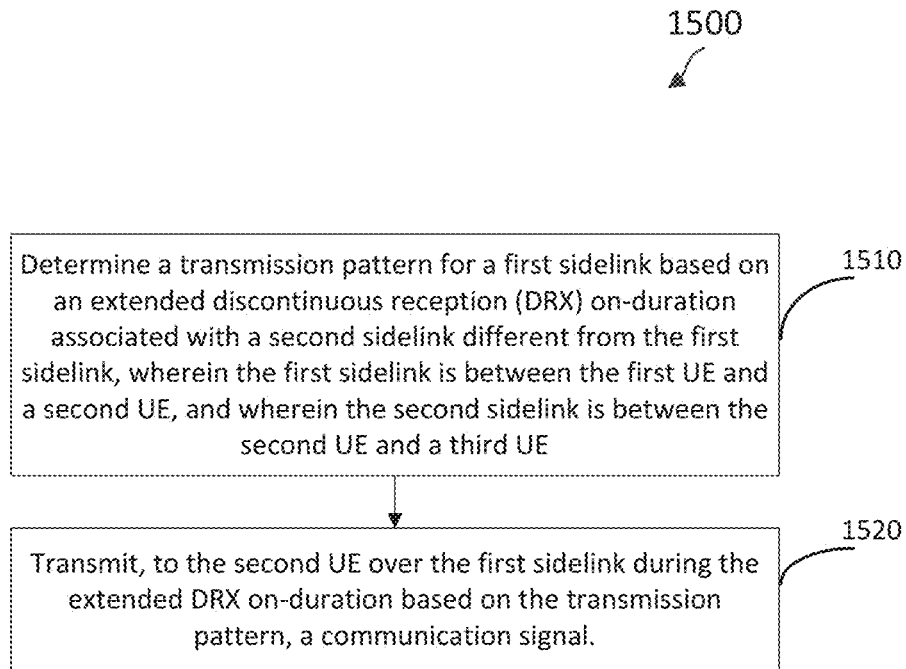 1500
Determine a transmission pattern for a first sidelink based on
an extended discontinuous reception (DRX) on-duration
associated with a second sidelink different from the first
sidelink, wherein the first sidelink is between the first UE and
a second UE, and wherein the second sidelink is between the
second UE and a third UE
1510
Transmit, to the second UE over the first sidelink during the
extended DRX on-duration based on the transmission
pattern, a communication signal.
1520